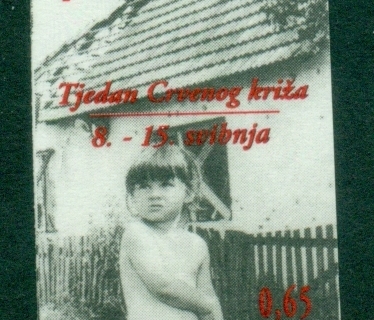 Tjedan Crvenog križa
8. - 15. svibnja
0,65